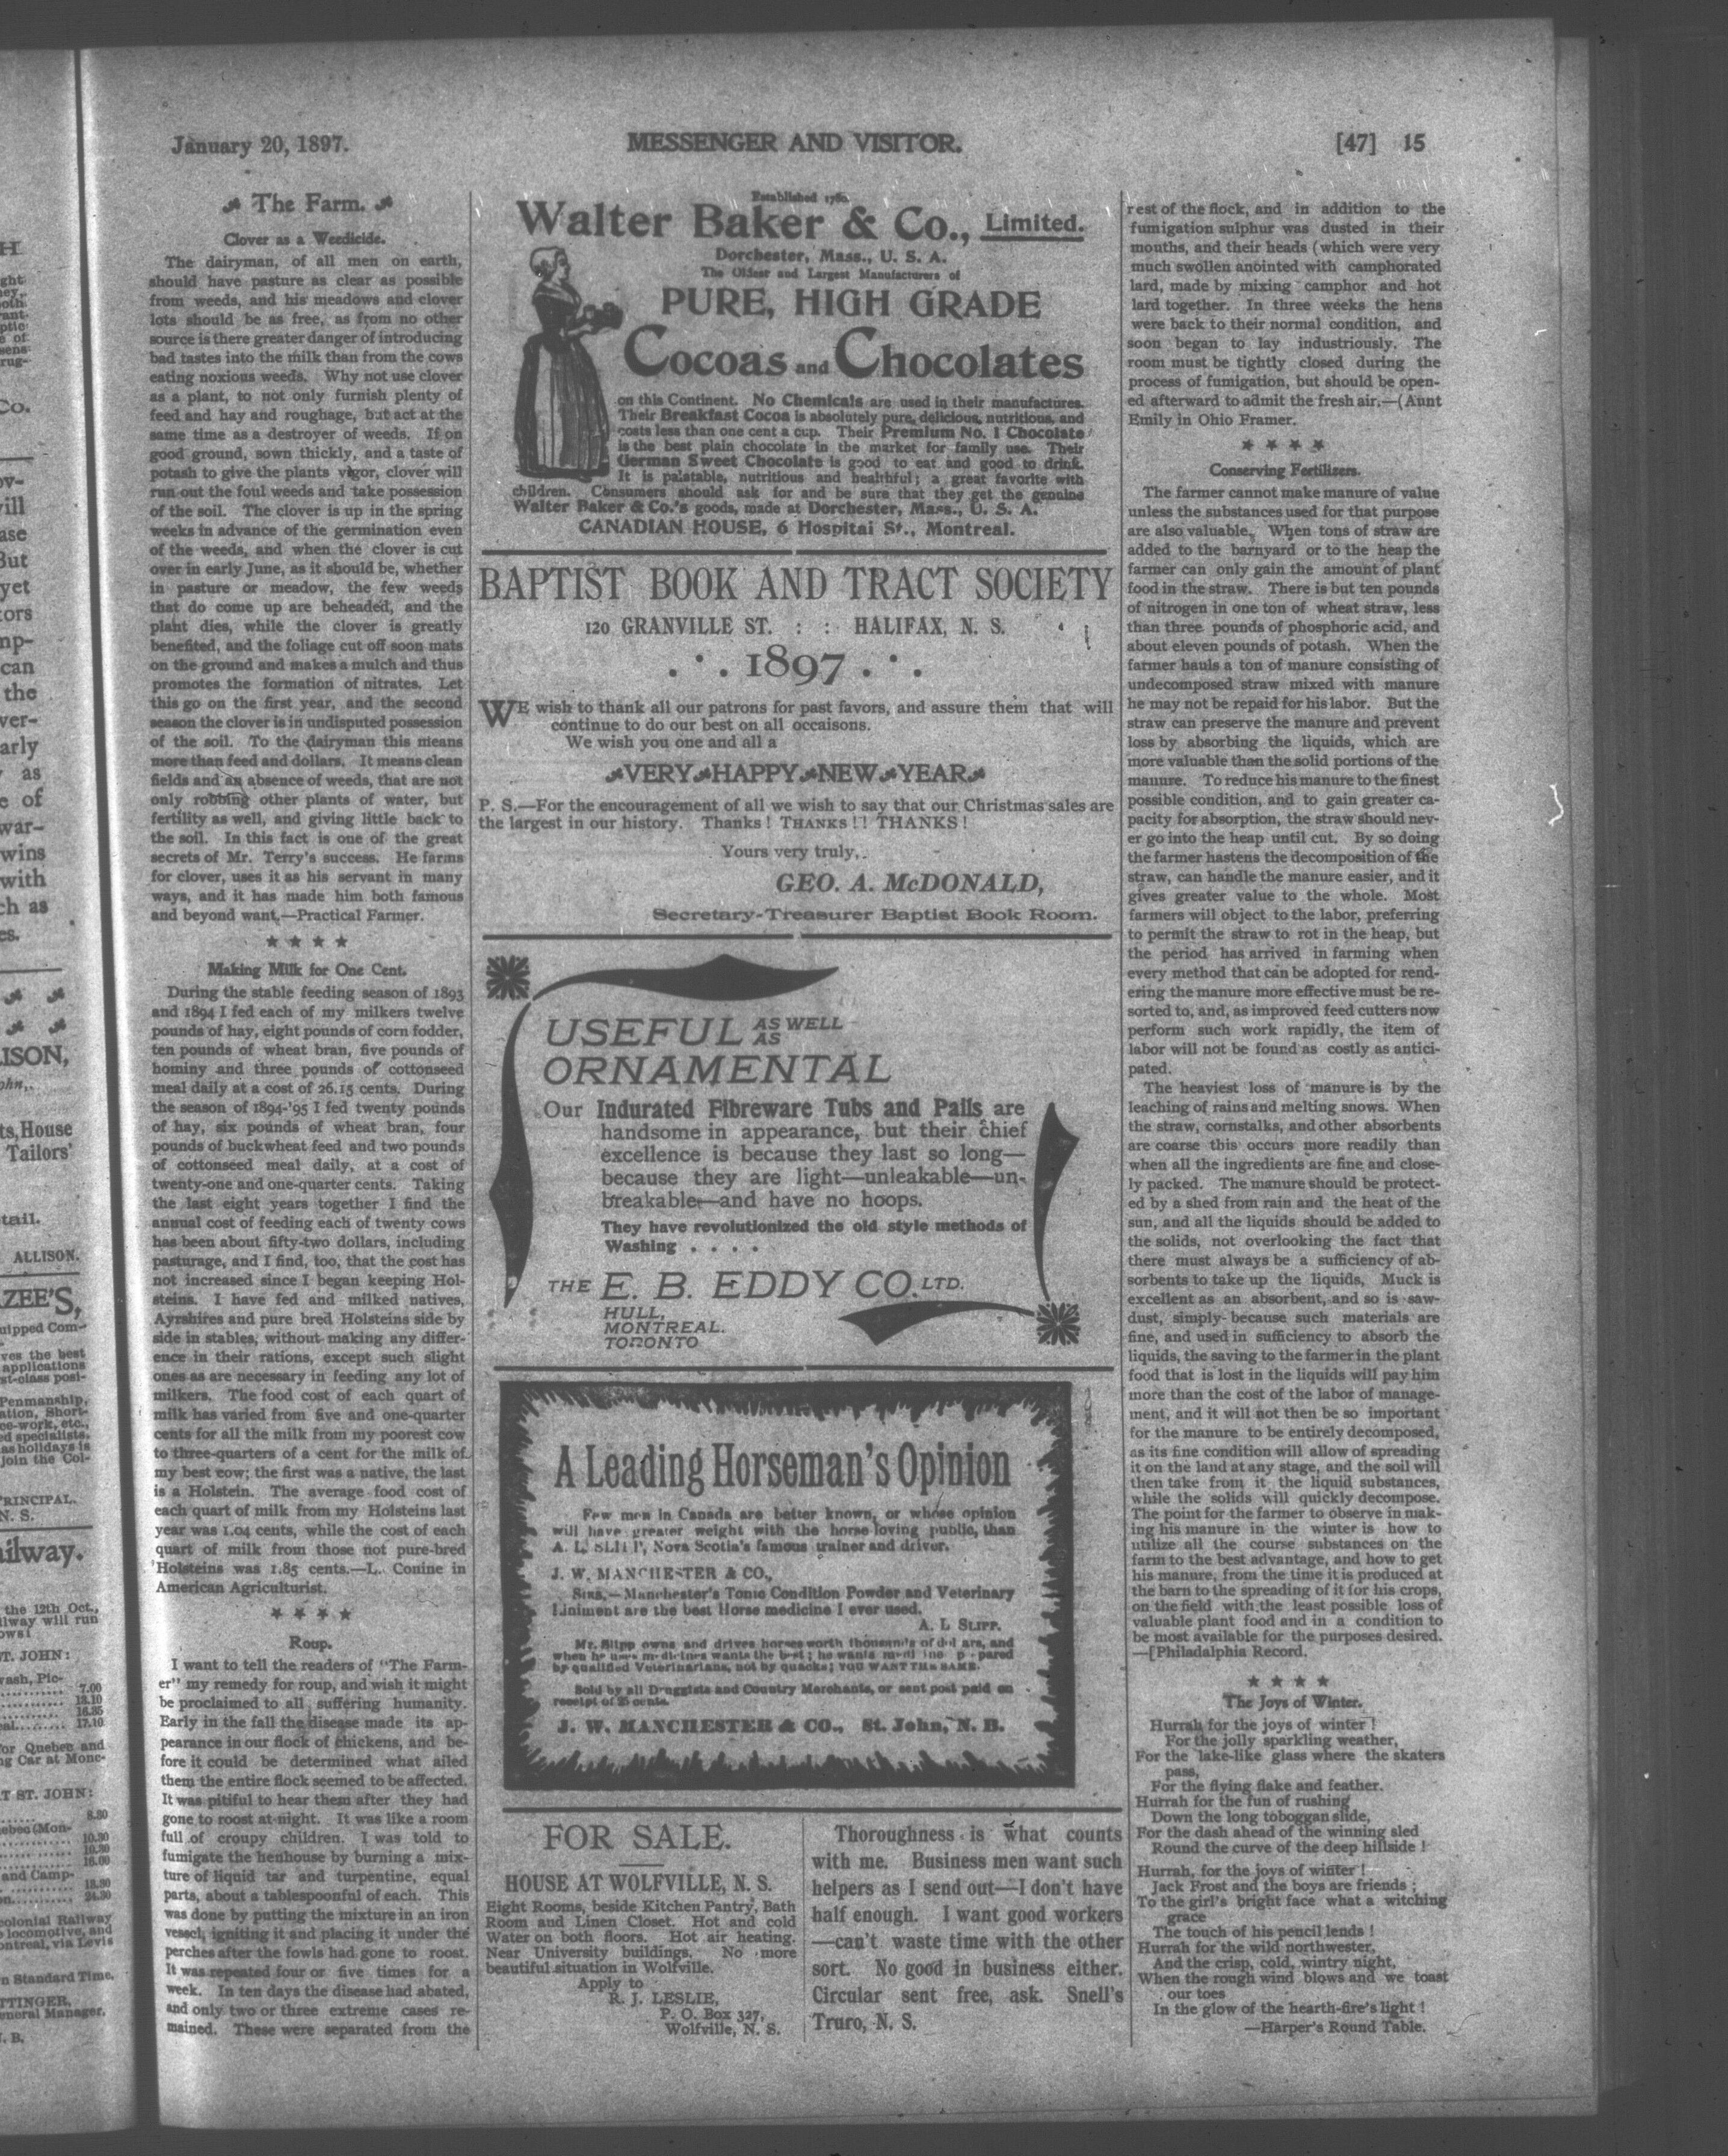 January 20, 1897.
MESSENGER AND VISITOR.
[47] 15
The Farm.
Clover as a Weedicide.
The dairyman, of all men on earth,
should have pasture as clear as possible
from weeds, and his meadows and clover
lots should be as free, as from no other
source is there greater danger of introducing
bad tastes into the milk than from the cows
eating noxious weeds. Why not use clover
as a plant, to not only furnish plenty of
feed and hay and roughage, but act at the
same time as a destroyer of weeds. If on
good ground, sown thickly, and a taste of
potash to give the plants vigor, clover will
run out the foul weeds and take possession
of the soil. The clover is up in the spring
weeks in advance of the germination even
of the weeds, and when the clover is cut
over in early June, as it should be, whether
in pasture or meadow, the few weeds
that do come up are beheaded, and the
plant dies, while the clover is greatly
benefited, and the foliage cut off soon mats
on the ground and makes a mulch and thus
promotes the formation of nitrates. Let
this go on the first year, and the second
season the clover is in undisputed possession
of the soil. To the dairyman this means
more than feed and dollars. It means clean
fields and an absence of weeds, that are not
only robbing other plants of water, but
fertility as well, and giving little back to
the soil. In this fact is one of the great
secrets of Mr. Terry's success. He farms
for clover, uses it as his servant in many
ways, and it has made him both famous
and beyond want.—Practical Farmer.
★ ★ ★ ★
Making Milk for One Cent.
During the stable feeding season of 1893
and 1894 I fed each of my milkers twelve
pounds of hay, eight pounds of corn fodder,
ten pounds of wheat bran, five pounds of
hominy and three pounds of cottonseed
meal daily at a cost of 26.15 cents. During
the season of 1894-'95 I fed twenty pounds
of hay, six pounds of wheat bran, four
pounds of buckwheat feed and two pounds
of cottonseed meal daily, at a cost of
twenty-one and one-quarter cents. Taking
the last eight years together I find the
annual cost of feeding each of twenty cows
has been about fifty-two dollars, including
pasturage, and I find, too, that the cost has
not increased since I began keeping Hol-
steins. I have fed and milked natives,
Ayrshires and pure bred Holsteins side by
side in stables, without making any differ-
ence in their rations, except such slight
ones as are necessary in feeding any lot of
milkers. The food cost of each quart of
milk has varied from five and one-quarter
cents for all the milk from my poorest cow
to three-quarters of a cent for the milk of
my best cow; the first was a native, the last
is a Holstein. The average food cost of
each quart of milk from my Holsteins last
year was 1.04 cents, while the cost of each
quart of milk from those not pure-bred
Holsteins was 1.85 cents.—L. Conine in
American Agriculturist.
★ ★ ★ ★
Roup.
I want to tell the readers of "The Farm-
er" my remedy for roup, and wish it might
be proclaimed to all suffering humanity.
Early in the fall the disease made its ap-
pearance in our flock of chickens, and be-
fore it could be determined what ailed
them the entire flock seemed to be affected.
It was pitiful to hear them after they had
gone to roost at night. It was like a room
full of croupy children. I was told to
fumigate the henhouse by burning a mix-
ture of liquid tar and turpentine, equal
parts, about a tablespoonful of each. This
was done by putting the mixture in an iron
vessel, igniting it and placing it under the
perches after the fowls had gone to roost.
It was repeated four or five times for a
week. In ten days the disease had abated,
and only two or three extreme cases re-
mained. These were separated from the
Established 1780.
Walter Baker & Co., Limited.
Dorchester, Mass., U. S. A.
The Oldest and Largest Manufacturers of
PURE, HIGH GRADE
Cocoas and Chocolates
on this Continent. No Chemicals are used in their manufactures.
Their Breakfast Cocoa is absolutely pure, delicious, nutritious, and
costs less than one cent a cup. Their Premium No. 1 Chocolate
is the best plain chocolate in the market for family use. Their
German Sweet Chocolate is good to eat and good to drink.
It is palatable, nutritious and healthful; a great favorite with
children. Consumers should ask for and be sure that they get the genuine
Walter Baker & Co.'s goods, made at Dorchester, Mass., U. S. A.
CANADIAN HOUSE, 6 Hospital St., Montreal.
BAPTIST BOOK AND TRACT SOCIETY
120 GRANVILLE ST. : : HALIFAX, N. S.
1897
WE wish to thank all our patrons for past favors, and assure them that will
continue to do our best on all occaisons.
We wish you one and all a
VERY HAPPY NEW YEAR
P. S.—For the encouragement of all we wish to say that our Christmas sales are
the largest in our history. Thanks! THANKS!! THANKS!
Yours very truly,
GEO. A. McDONALD,
Secretary-Treasurer Baptist Book Room.
USEFUL AS WELL AS
ORNAMENTAL
Our Indurated Fibreware Tubs and Pails are
handsome in appearance, but their chief
excellence is because they last so long—
because they are light—unleakable—un-
breakable—and have no hoops.
They have revolutionized the old style methods of
Washing . . . .
THE E. B. EDDY CO. LTD.
HULL,
MONTREAL.
TORONTO
A Leading Horseman's Opinion
Few men in Canada are better known, or whose opinion
will have greater weight with the horse loving public, than
A. L. SLIPP, Nova Scotia's famous trainer and driver.
J. W. MANCHESTER & CO.,
SIRS,—Manchester's Tonic Condition Powder and Veterinary
Liniment are the best Horse medicine I ever used.
A. L SLIPP.
Mr. Slipp owns and drives horses worth thousands of dollars, and
when he uses medicines wants the best; he wants medicine prepared
by qualified Veterinarians, not by quacks; YOU WANT THE SAME.
Sold by all Druggists and Country Merchants, or sent post paid on
receipt of 25 cents.
J. W. MANCHESTER & CO., St. John, N. B.
FOR SALE.
HOUSE AT WOLFVILLE, N. S.
Eight Rooms, beside Kitchen Pantry, Bath
Room and Linen Closet. Hot and cold
Water on both floors. Hot air heating.
Near University buildings. No more
beautiful situation in Wolfville.
Apply to
R. J. LESLIE,
P. O. Box 327,
Wolfville, N. S.
Thoroughness is what counts
with me. Business men want such
helpers as I send out—I don't have
half enough. I want good workers
—can't waste time with the other
sort. No good in business either.
Circular sent free, ask. Snell's
Truro, N. S.
rest of the flock, and in addition to the
fumigation sulphur was dusted in their
mouths, and their heads (which were very
much swollen anointed with camphorated
lard, made by mixing camphor and hot
lard together. In three weeks the hens
were back to their normal condition, and
soon began to lay industriously. The
room must be tightly closed during the
process of fumigation, but should be open-
ed afterward to admit the fresh air.—(Aunt
Emily in Ohio Framer.
★ ★ ★ ★
Conserving Fertilizers.
The farmer cannot make manure of value
unless the substances used for that purpose
are also valuable. When tons of straw are
added to the barnyard or to the heap the
farmer can only gain the amount of plant
food in the straw. There is but ten pounds
of nitrogen in one ton of wheat straw, less
than three pounds of phosphoric acid, and
about eleven pounds of potash. When the
farmer hauls a ton of manure consisting of
undecomposed straw mixed with manure
he may not be repaid for his labor. But the
straw can preserve the manure and prevent
loss by absorbing the liquids, which are
more valuable than the solid portions of the
manure. To reduce his manure to the finest
possible condition, and to gain greater ca-
pacity for absorption, the straw should nev-
er go into the heap until cut. By so doing
the farmer hastens the decomposition of the
straw, can handle the manure easier, and it
gives greater value to the whole. Most
farmers will object to the labor, preferring
to permit the straw to rot in the heap, but
the period has arrived in farming when
every method that can be adopted for rend-
ering the manure more effective must be re-
sorted to, and, as improved feed cutters now
perform such work rapidly, the item of
labor will not be found as costly as antici-
pated.
The heaviest loss of manure is by the
leaching of rains and melting snows. When
the straw, cornstalks, and other absorbents
are coarse this occurs more readily than
when all the ingredients are fine and close-
ly packed. The manure should be protect-
ed by a shed from rain and the heat of the
sun, and all the liquids should be added to
the solids, not overlooking the fact that
there must always be a sufficiency of ab-
sorbents to take up the liquids. Muck is
excellent as an absorbent, and so is saw-
dust, simply because such materials are
fine, and used in sufficiency to absorb the
liquids, the saving to the farmer in the plant
food that is lost in the liquids will pay him
more than the cost of the labor of manage-
ment, and it will not then be so important
for the manure to be entirely decomposed,
as its fine condition will allow of spreading
it on the land at any stage, and the soil will
then take from it the liquid substances,
while the solids will quickly decompose.
The point for the farmer to observe in mak-
ing his manure in the winter is how to
utilize all the course substances on the
farm to the best advantage, and how to get
his manure, from the time it is produced at
the barn to the spreading of it for his crops,
on the field with the least possible loss of
valuable plant food and in a condition to
be most available for the purposes desired.
—[Philadelphia Record.
★ ★ ★ ★
The Joys of Winter.
Hurrah for the joys of winter!
For the jolly sparkling weather,
For the lake-like glass where the skaters
pass,
For the flying flake and feather.
Hurrah for the fun of rushing
Down the long toboggan slide,
For the dash ahead of the winning sled
Round the curve of the deep hillside!
Hurrah, for the joys of winter!
Jack Frost and the boys are friends;
To the girl's bright face what a witching
grace
The touch of his pencil lends!
Hurrah for the wild northwester,
And the crisp, cold, wintry night,
When the rough wind blows and we toast
our toes
In the glow of the hearth-fire's light!
—Harper's Round Table.